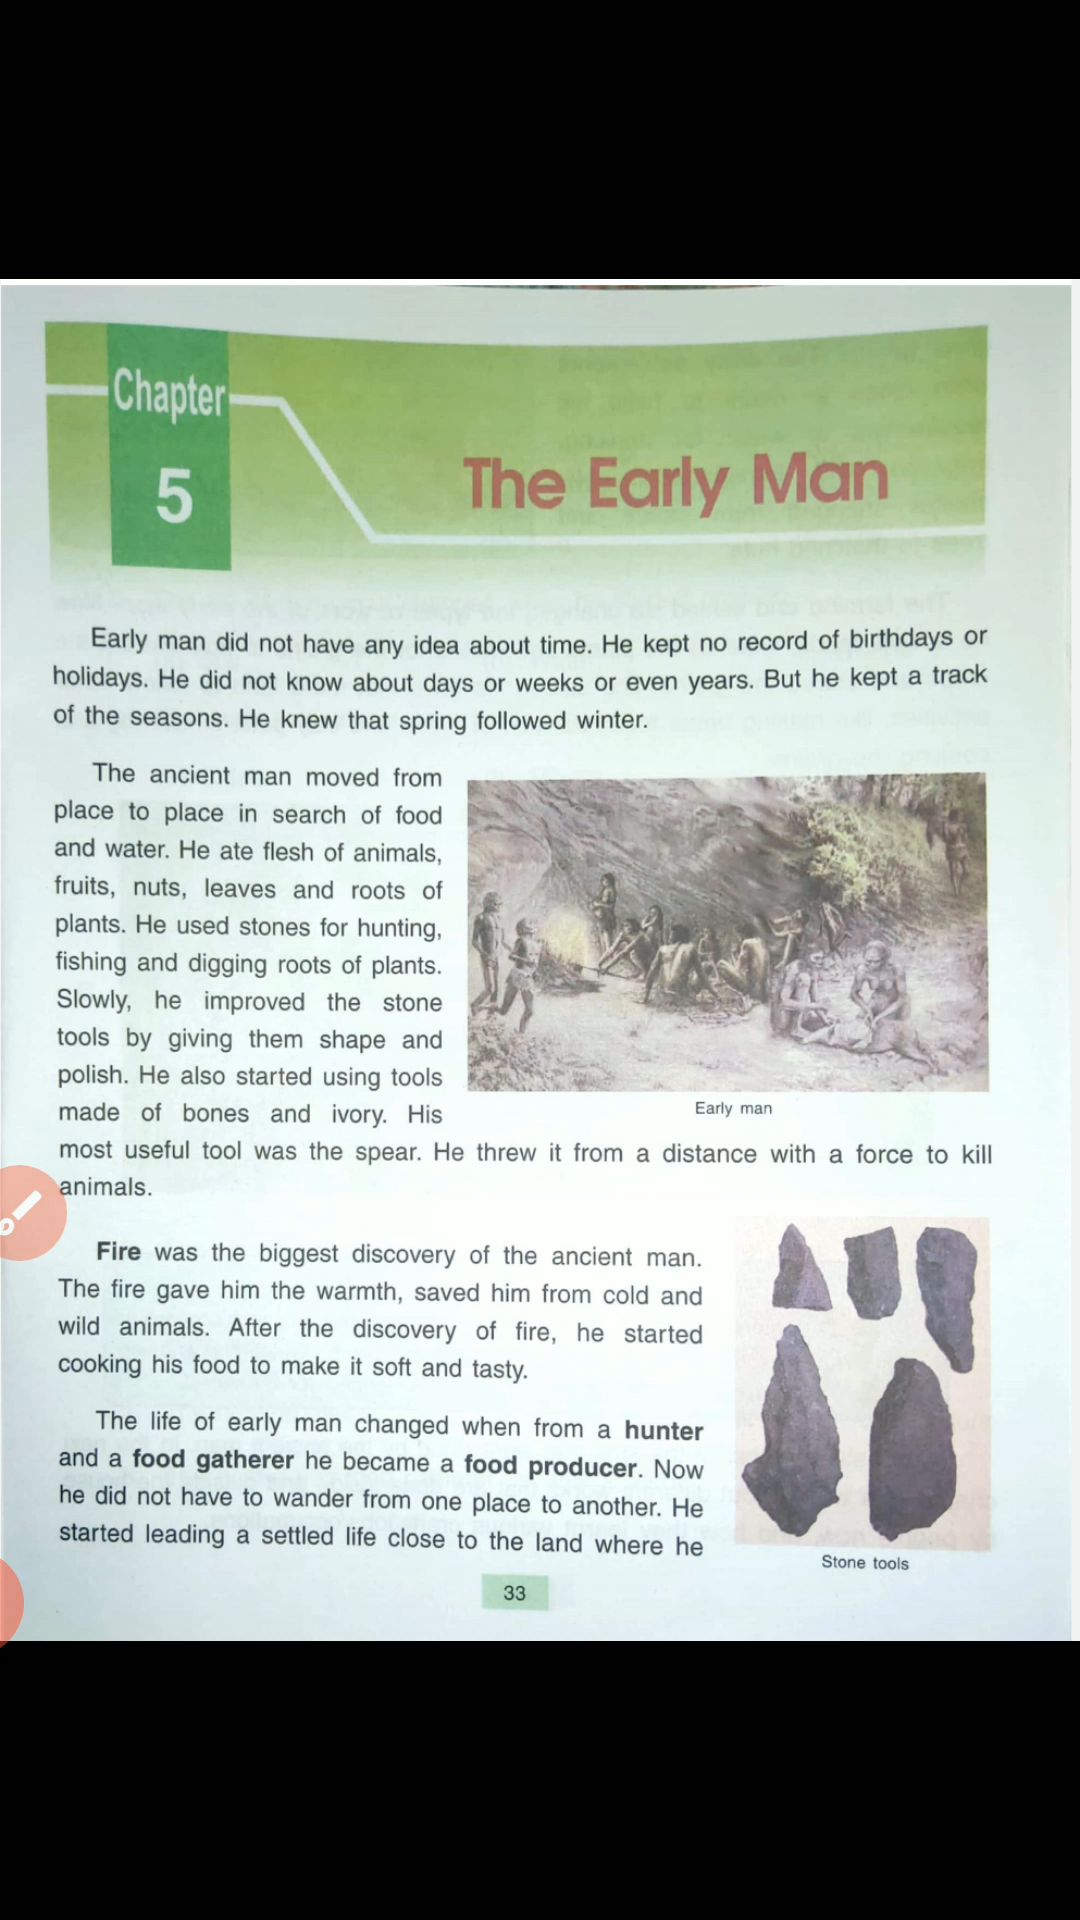 Chapter
5
The Early Man
Early man did not have any idea about time. He kept no record of birthdays or
holidays. He did not know about days or weeks or even years. But he kept a track
of the seasons. He knew that spring followed winter.
The ancient man moved from
place to place in search of food
and water. He ate flesh of animals,
fruits, nuts, leaves and roots of
plants. He used stones for hunting,
fishing and digging roots of plants.
Slowly, he improved the stone
tools by giving them shape and
polish. He also started using tools
made of bones and ivory. His
most useful tool was the spear. He threw it from a distance with a force to kill
animals.
Early man
Fire was the biggest discovery of the ancient man.
The fire gave him the warmth, saved him from cold and
wild animals. After the discovery of fire, he started
cooking his food to make it soft and tasty.
The life of early man changed when from a hunter
and a food gatherer he became a food producer. Now
he did not have to wander from one place to another. He
started leading a settled life close to the land where he
Stone tools
33